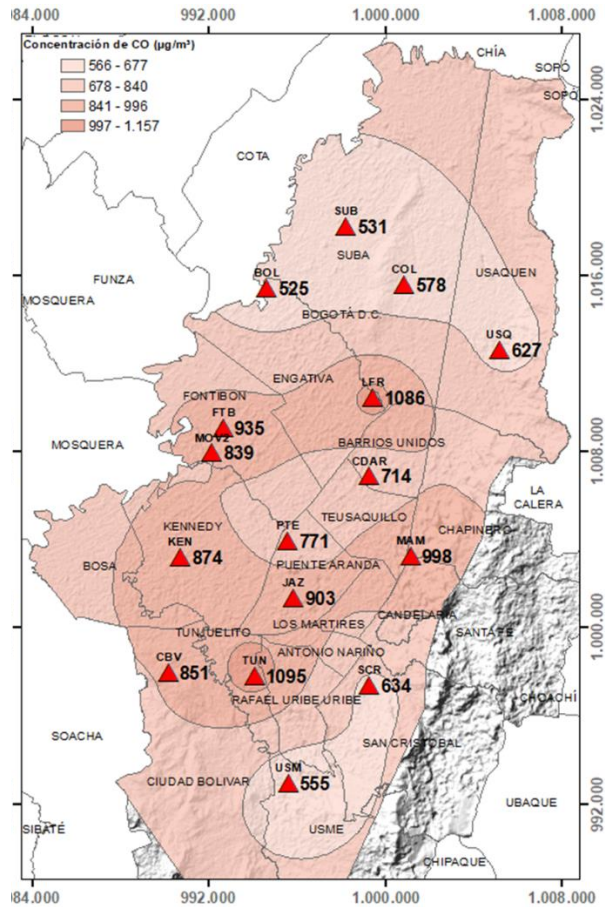 84.000
992.000
1.000.000
1.008.000
Concentración de CO (µg/m³)
566 - 677
678 - 840
841 - 996
997 - 1.157
CHÍA
SOPÓ
SOPÓ
1.024.000
COTA
SUB
531
SUBA
FUNZA
BOL
525
COL
578
USAQUEN
1.016.000
MOSQUERA
BOGOTÁ D.C.
USQ
627
ENGATIVA
LFR
1086
FONTIBON
FTB
935
MOV2
839
MOSQUERA
BARRIOS UNIDOS
1.008.000
CDAR
714
LA
CALERA
TEUSAQUILLO
CHAPINERO
KENNEDY
KEN
874
PTE
771
MAM
998
BOSA
PUENTE ARANDA
JAZ
903
CANDELARIA
LOS MARTIRES
TUNJUELITO
SANTAFE
1.000.000
ANTONIO NARIÑO
CBV
851
TUN
1095
SCR
634
RAFAEL URIBE URIBE
CHOACHÍ
SOACHA
SAN CRISTOBAL
USM
555
CIUDAD BOLIVAR
UBAQUE
992.000
SIBATÉ
USME
CHIPAQUE
84.000
992.000
1.000.000
1.008.000